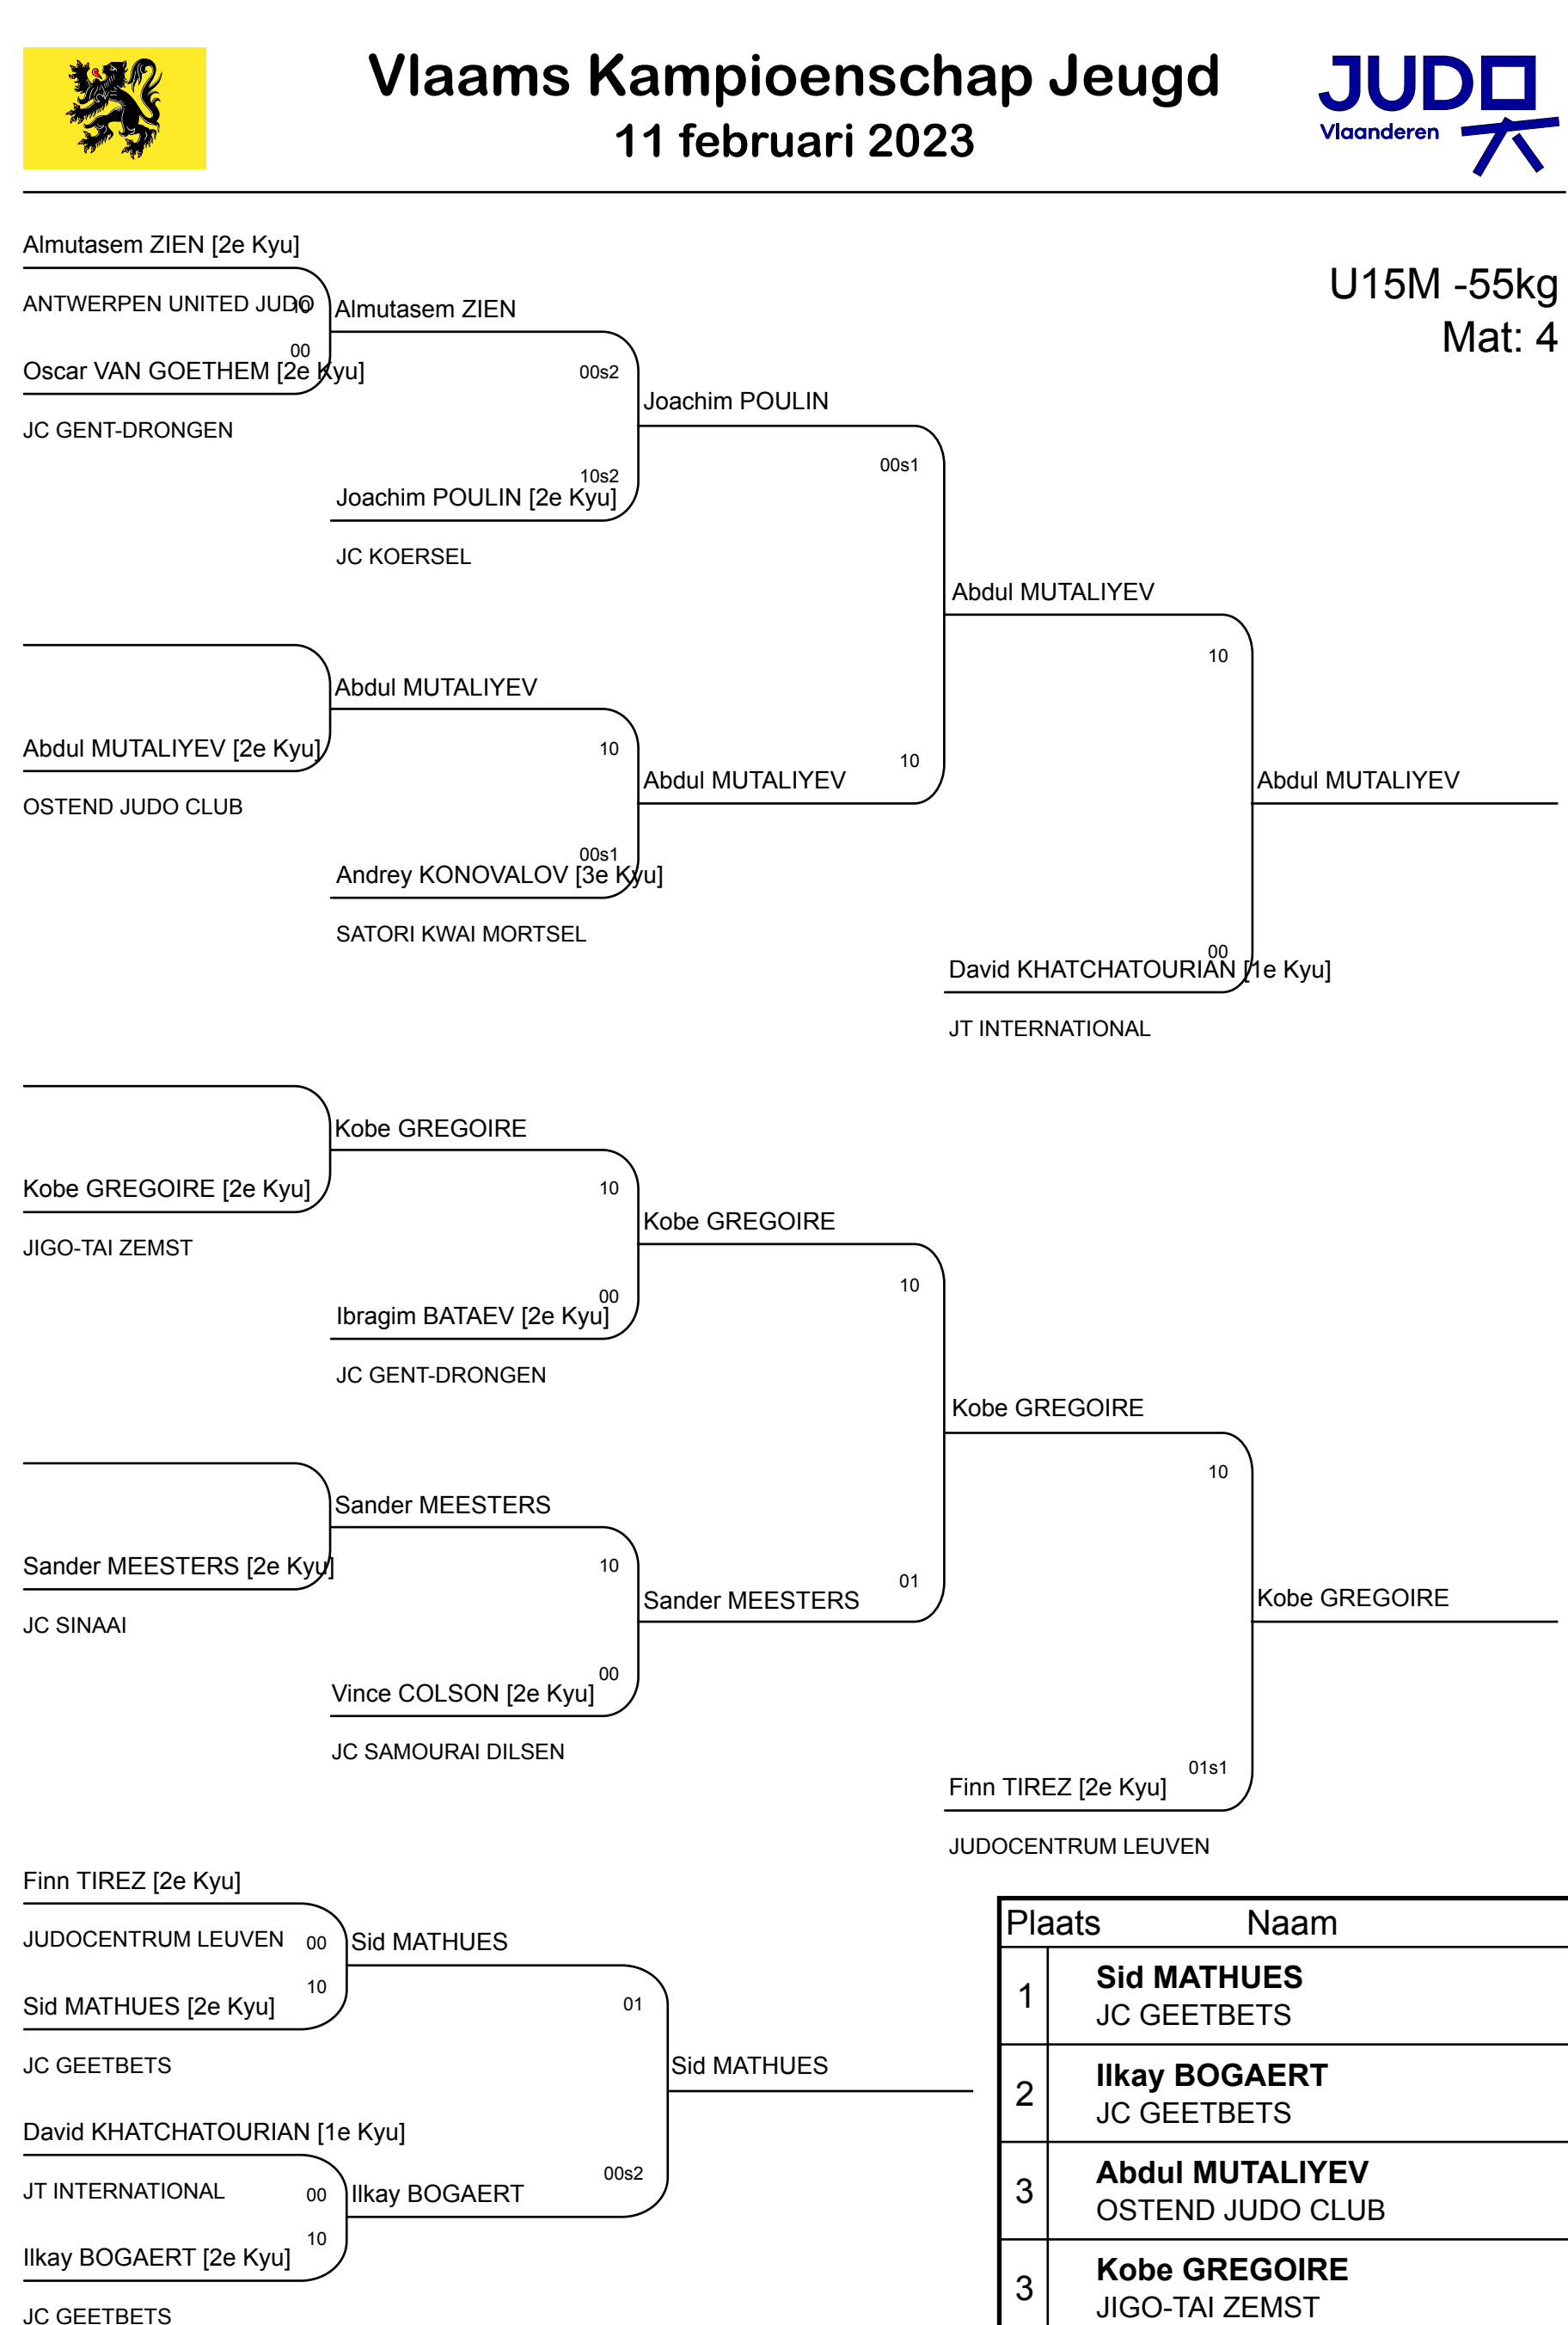 Vlaams Kampioenschap Jeugd
11 februari 2023
JUDO
Vlaanderen
U15M -55kg
Mat: 4
Almutasem ZIEN [2e Kyu]
ANTWERPEN UNITED JUDO
10
00
Oscar VAN GOETHEM [2e Kyu]
JC GENT-DRONGEN
Almutasem ZIEN
00s2
10s2
Joachim POULIN [2e Kyu]
JC KOERSEL
Joachim POULIN
00s1
Abdul MUTALIYEV [2e Kyu]
OSTEND JUDO CLUB
Abdul MUTALIYEV
10
00s1
Andrey KONOVALOV [3e Kyu]
SATORI KWAI MORTSEL
Abdul MUTALIYEV
10
Abdul MUTALIYEV
10
00
David KHATCHATOURIAN [1e Kyu]
JT INTERNATIONAL
Abdul MUTALIYEV
Kobe GREGOIRE [2e Kyu]
JIGO-TAI ZEMST
Kobe GREGOIRE
10
00
Ibragim BATAEV [2e Kyu]
JC GENT-DRONGEN
Kobe GREGOIRE
10
Sander MEESTERS [2e Kyu]
JC SINAAI
Sander MEESTERS
10
00
Vince COLSON [2e Kyu]
JC SAMOURAI DILSEN
Sander MEESTERS
01
Kobe GREGOIRE
10
01s1
Finn TIREZ [2e Kyu]
JUDOCENTRUM LEUVEN
Kobe GREGOIRE
Finn TIREZ [2e Kyu]
JUDOCENTRUM LEUVEN
00
10
Sid MATHUES [2e Kyu]
JC GEETBETS
Sid MATHUES
01
David KHATCHATOURIAN [1e Kyu]
JT INTERNATIONAL
00
10
Ilkay BOGAERT [2e Kyu]
JC GEETBETS
Ilkay BOGAERT
00s2
Sid MATHUES
Plaats Naam
1 Sid MATHUES
JC GEETBETS
2 Ilkay BOGAERT
JC GEETBETS
3 Abdul MUTALIYEV
OSTEND JUDO CLUB
3 Kobe GREGOIRE
JIGO-TAI ZEMST